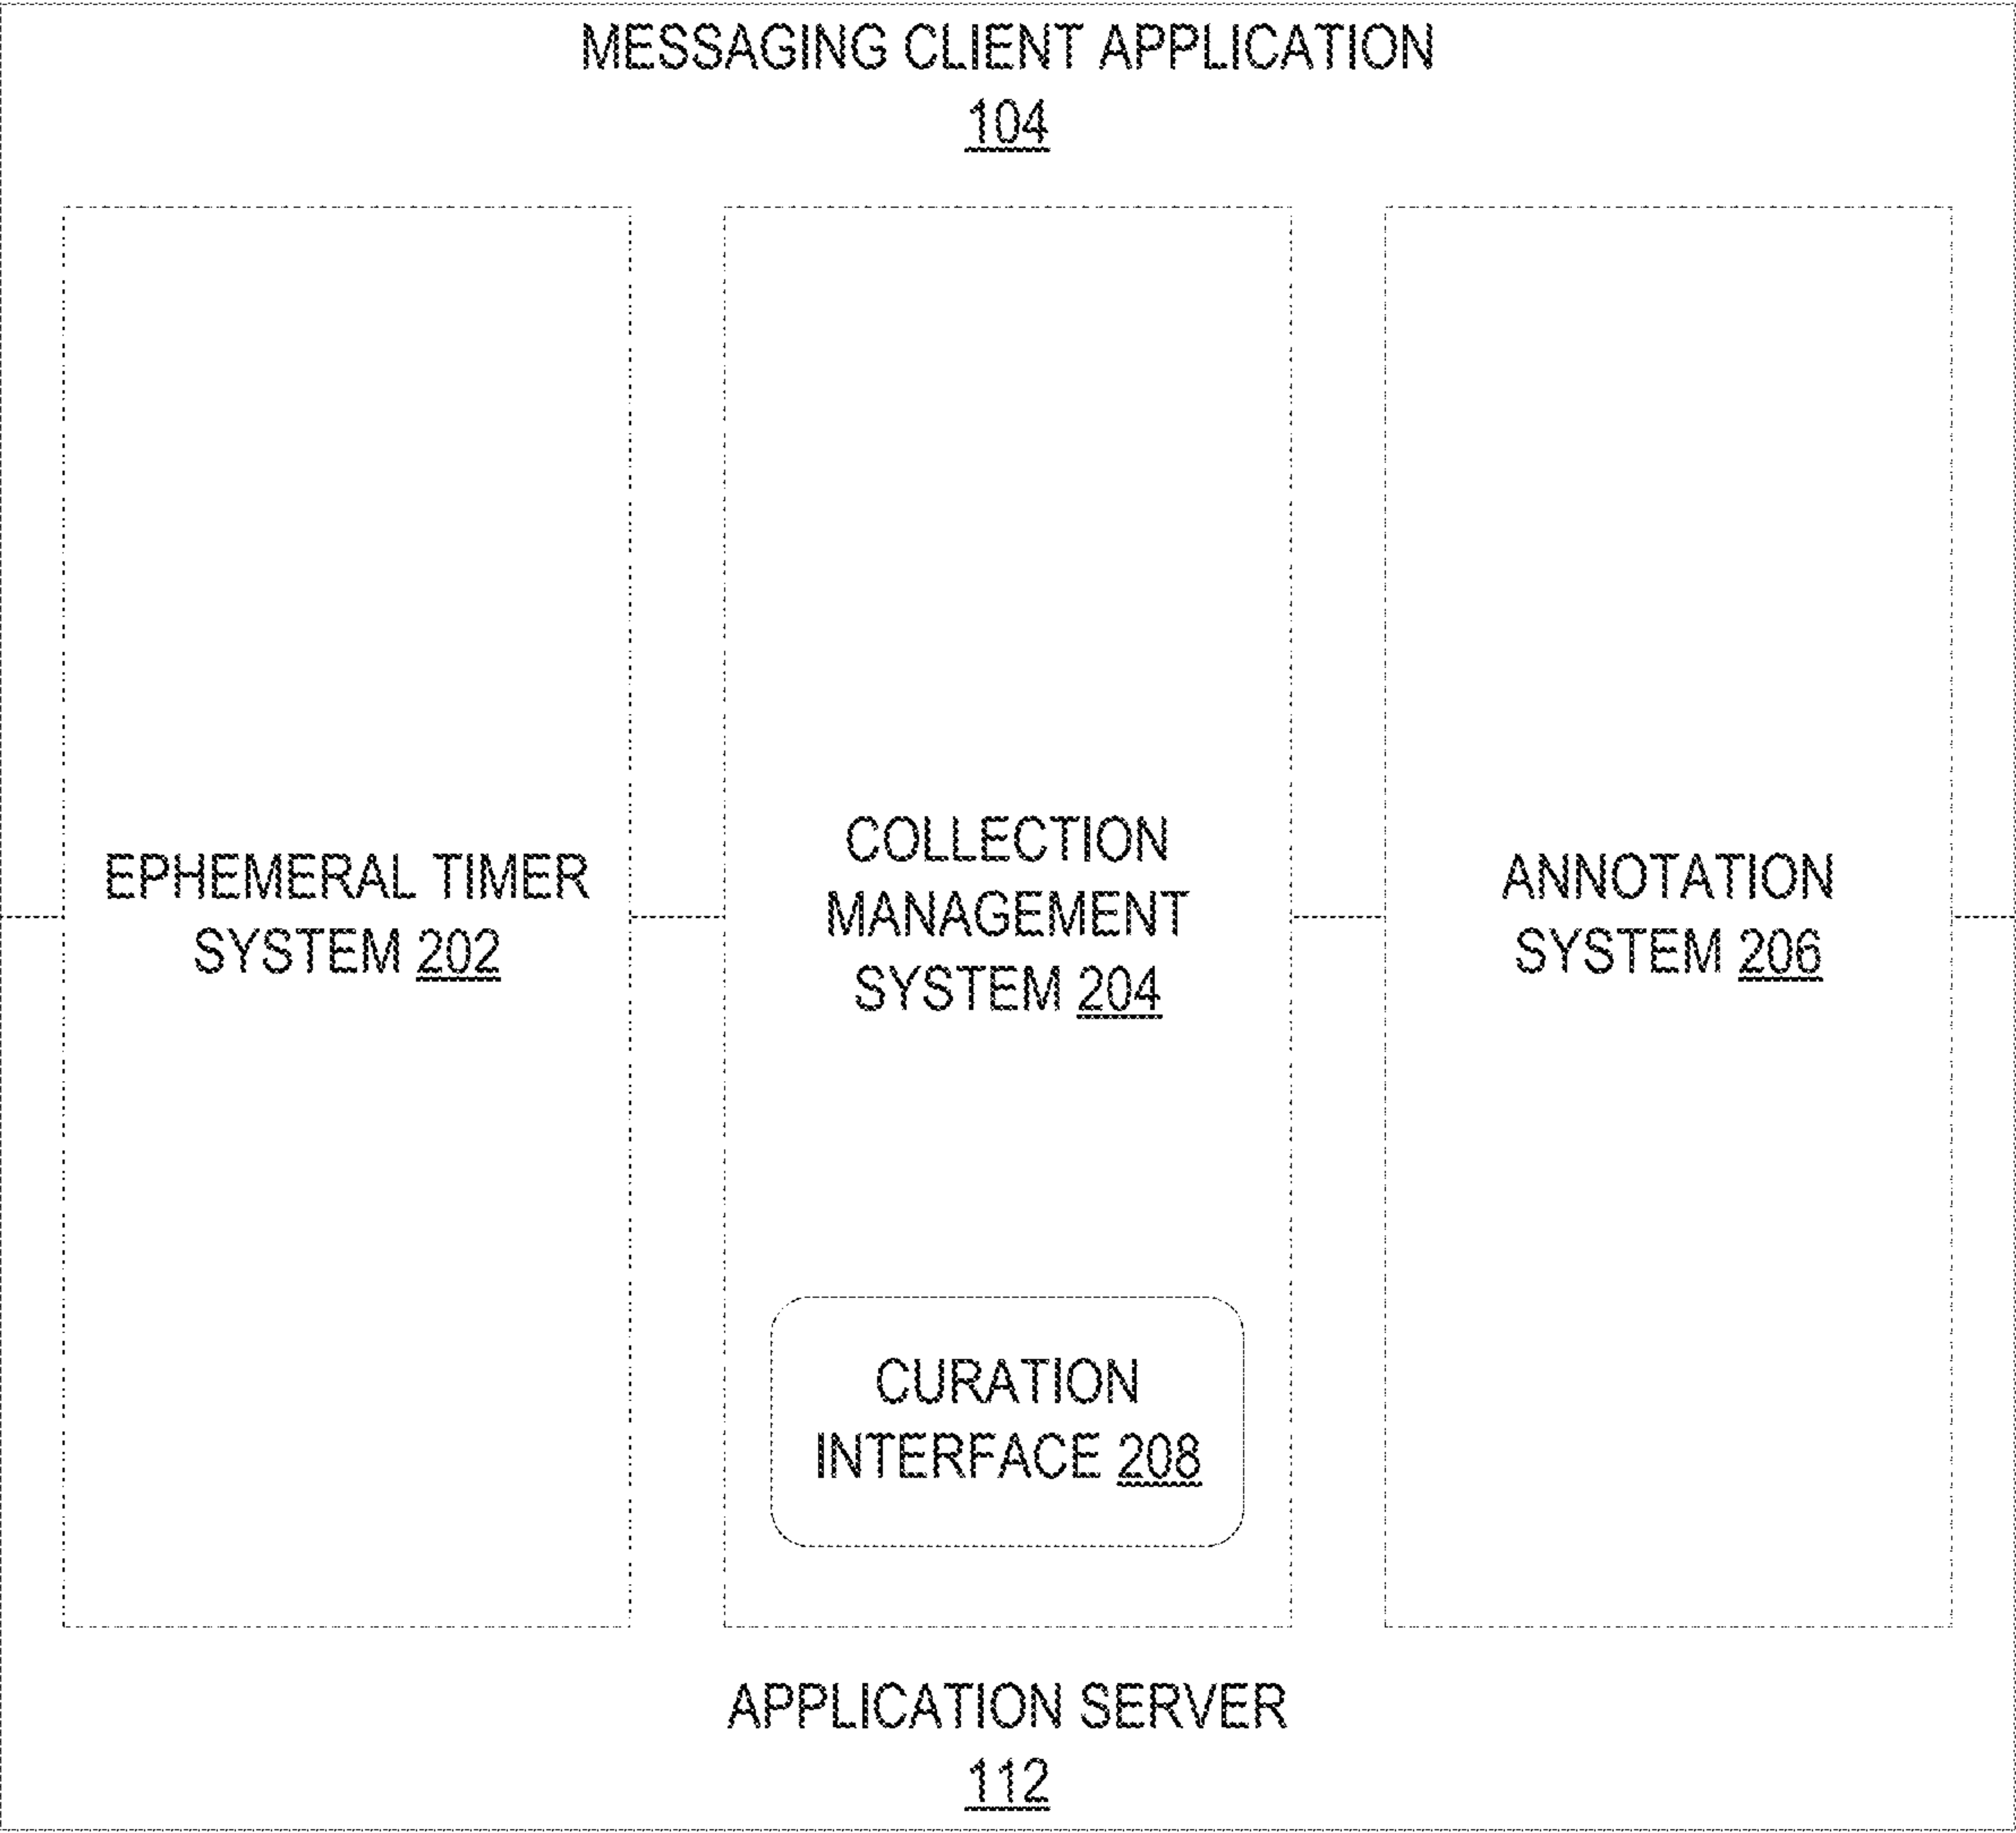 MESSAGING CLIENT APPLICATION
104
EPHEMERAL TIMER
SYSTEM 202
COLLECTION
MANAGEMENT
SYSTEM 204
ANNOTATION
SYSTEM 206
CURATION
INTERFACE 208
APPLICATION SERVER
112